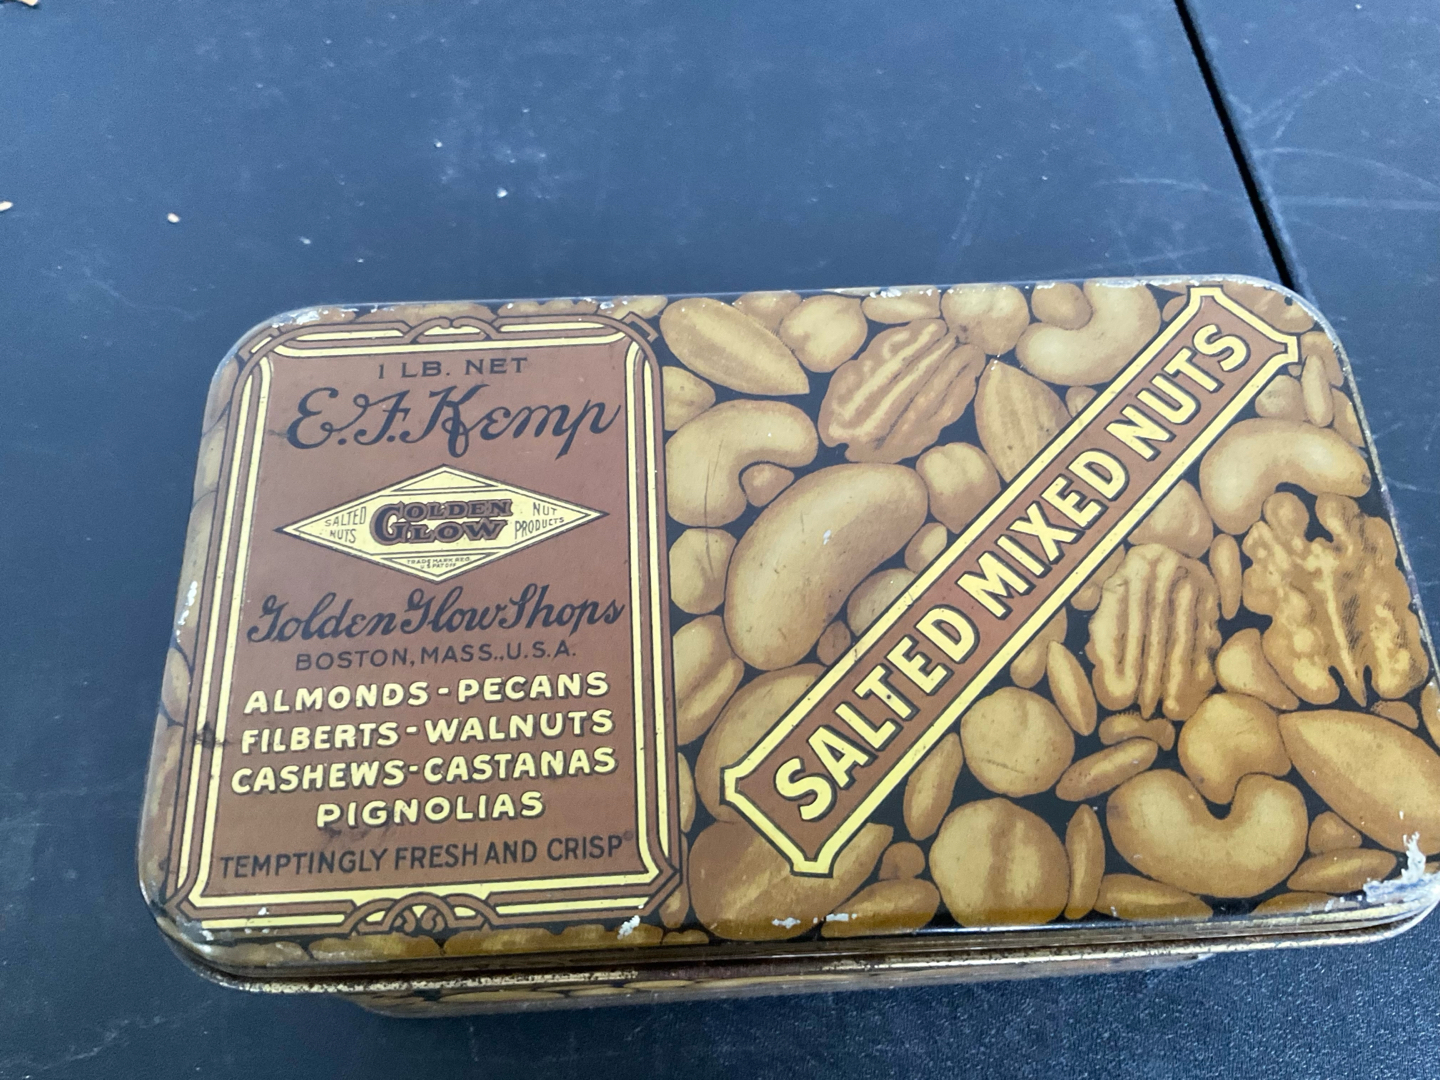 1 LB. NET
E.F. Kemp
SALTED NUTS
GOLDEN GLOW
NUT PRODUCTS
TRADE MARK REG.
U.S. PAT. OFF.
Golden Glow Shops
BOSTON, MASS., U.S.A.
ALMONDS - PECANS
FILBERTS - WALNUTS
CASHEWS - CASTANAS
PIGNOLIAS
TEMPTINGLY FRESH AND CRISP
SALTED MIXED NUTS